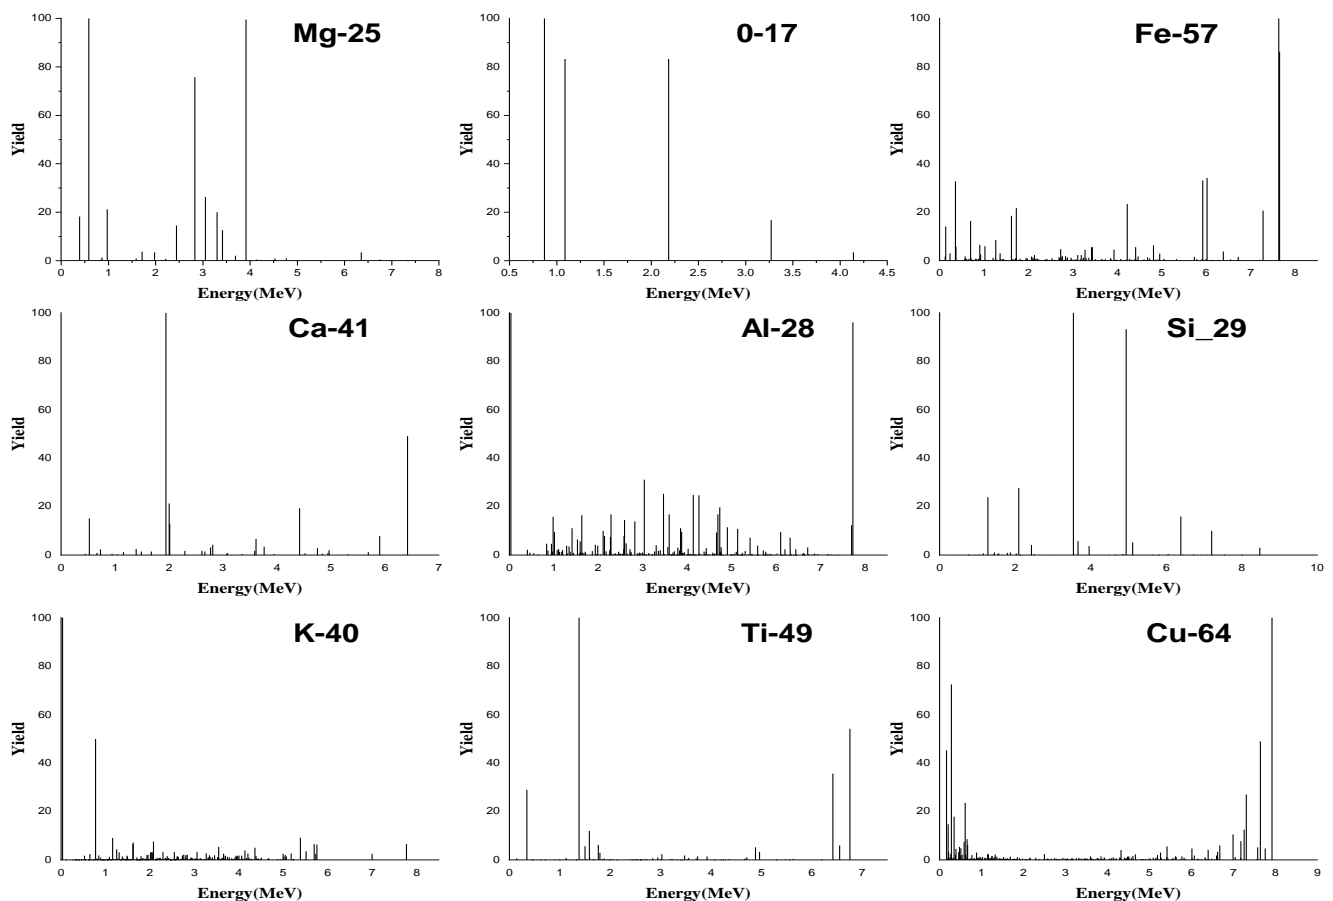 Mg-25
100
80
60
40
20
0
Yield
0 1 2 3 4 5 6 7 8
Energy(MeV)
0-17
100
80
60
40
20
0
Yield
0.5 1.0 1.5 2.0 2.5 3.0 3.5 4.0 4.5
Energy(MeV)
Fe-57
100
80
60
40
20
0
Yield
0 1 2 3 4 5 6 7 8
Energy(MeV)
Ca-41
100
80
60
40
20
0
Yield
0 1 2 3 4 5 6 7
Energy(MeV)
Al-28
100
80
60
40
20
0
Yield
0 1 2 3 4 5 6 7 8
Energy(MeV)
Si_29
100
80
60
40
20
0
Yield
0 2 4 6 8 10
Energy(MeV)
K-40
100
80
60
40
20
0
Yield
0 1 2 3 4 5 6 7 8
Energy(MeV)
Ti-49
100
80
60
40
20
0
Yield
0 1 2 3 4 5 6 7
Energy(MeV)
Cu-64
100
80
60
40
20
0
Yield
0 1 2 3 4 5 6 7 8 9
Energy(MeV)